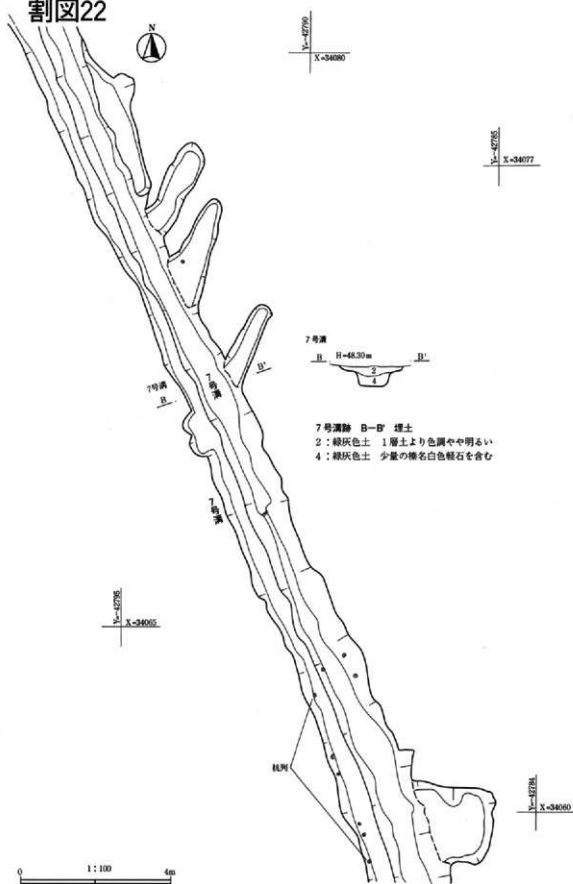 割図22
N
Y=-42790
X=34080
Y=-42785
X=34077
7号溝
B H=48.30m B'
2
4
7号溝跡 B-B' 埋土
2:緑灰色土 1層土より色調やや明るい
4:緑灰色土 少量の榛名白色軽石を含む
7号溝
B
7号溝
B'
7号溝
Y=-42795
X=34065
杭列
Y=-42784
X=34060
0 1:100 4m